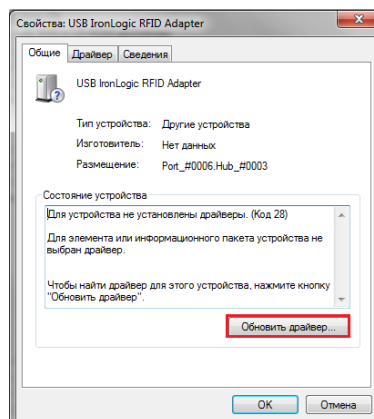 Свойства: USB IronLogic RFID Adapter
Общие Драйвер Сведения
USB IronLogic RFID Adapter
Тип устройства: Другие устройства
Изготовитель: Нет данных
Размещение: Port_#0006.Hub_#0003
Состояние устройства
Для устройства не установлены драйверы. (Код 28)
Для элемента или информационного пакета устройства не
выбран драйвер.
Чтобы найти драйвер для этого устройства, нажмите кнопку
"Обновить драйвер".
Обновить драйвер...
OK Отмена